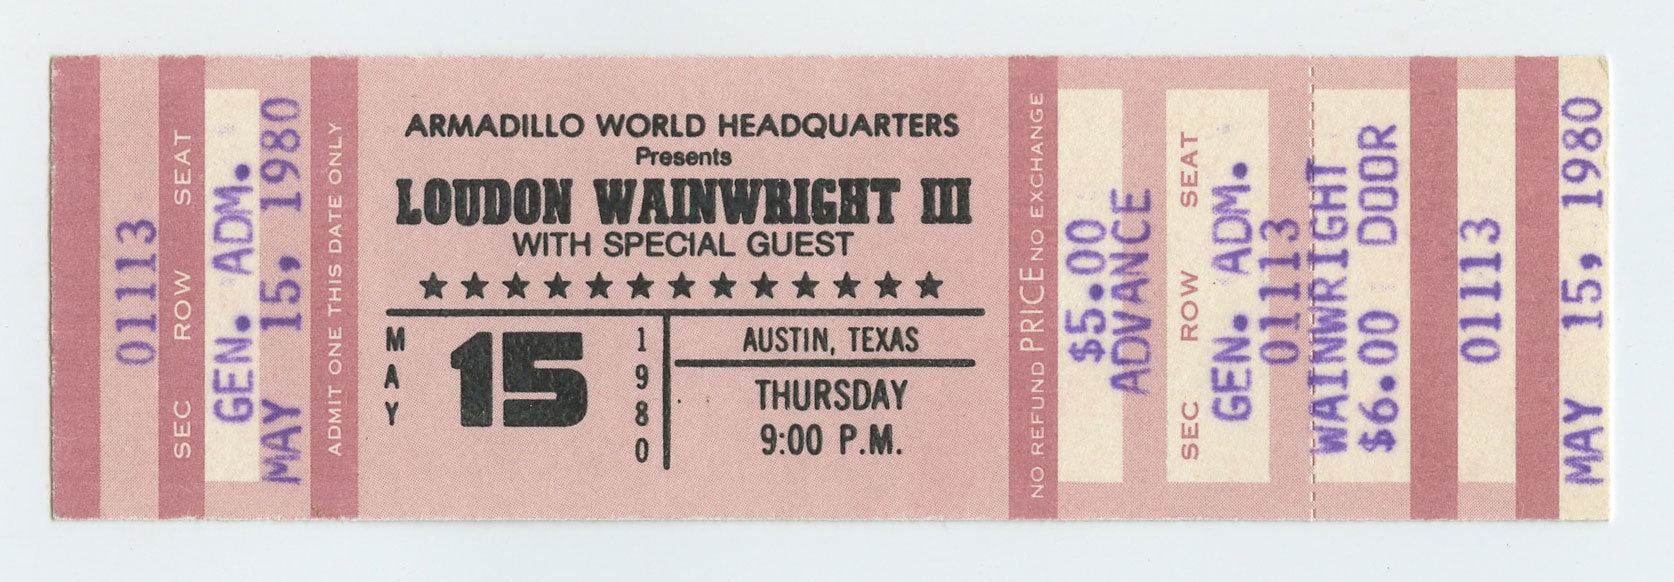 01113
SEC ROW SEAT
GEN. ADM.
MAY 15, 1980
ADMIT ONE THIS DATE ONLY
ARMADILLO WORLD HEADQUARTERS
Presents
LOUDON WAINWRIGHT III
WITH SPECIAL GUEST
MAY 15 1980
AUSTIN, TEXAS
THURSDAY
9:00 P.M.
NO REFUND PRICE NO EXCHANGE
$5.00
ADVANCE
SEC ROW SEAT
GEN. ADM.
01113
WAINWRIGHT
$6.00 DOOR
01113
MAY 15, 1980